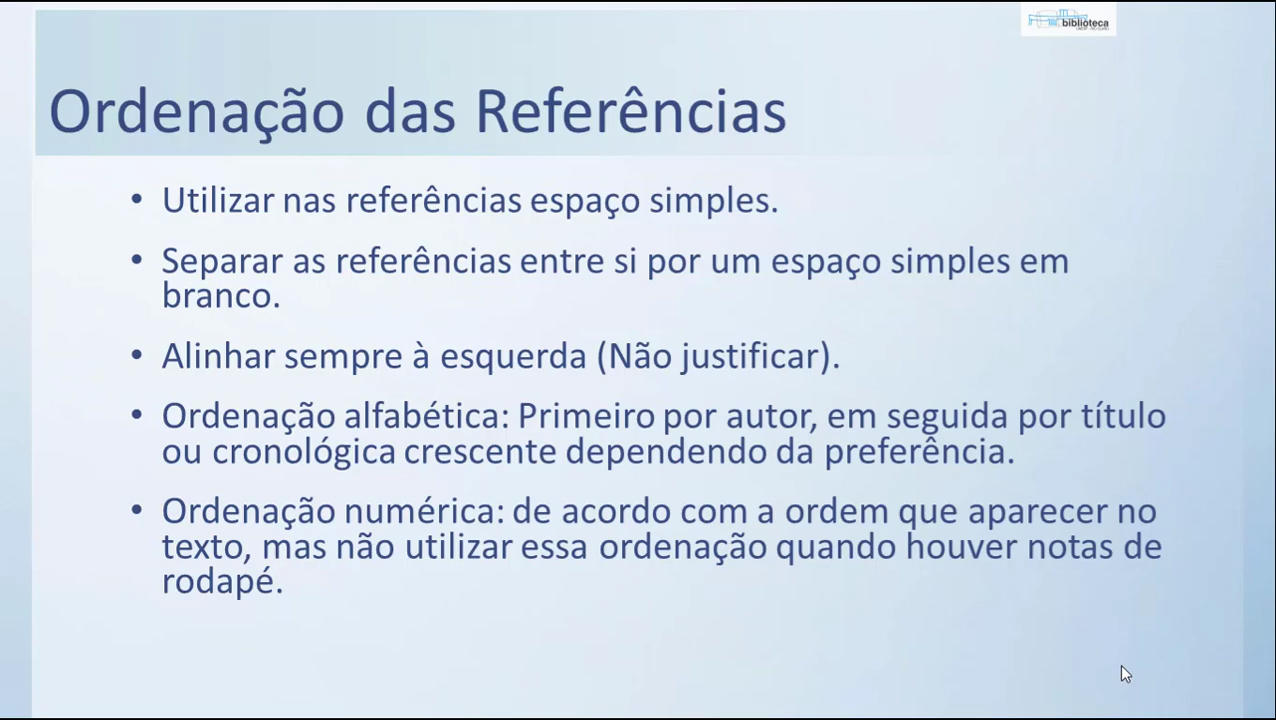 biblioteca
Ordenação das Referências
• Utilizar nas referências espaço simples.
• Separar as referências entre si por um espaço simples em
branco.
• Alinhar sempre à esquerda (Não justificar).
• Ordenação alfabética: Primeiro por autor, em seguida por título
ou cronológica crescente dependendo da preferência.
• Ordenação numérica: de acordo com a ordem que aparecer no
texto, mas não utilizar essa ordenação quando houver notas de
rodapé.